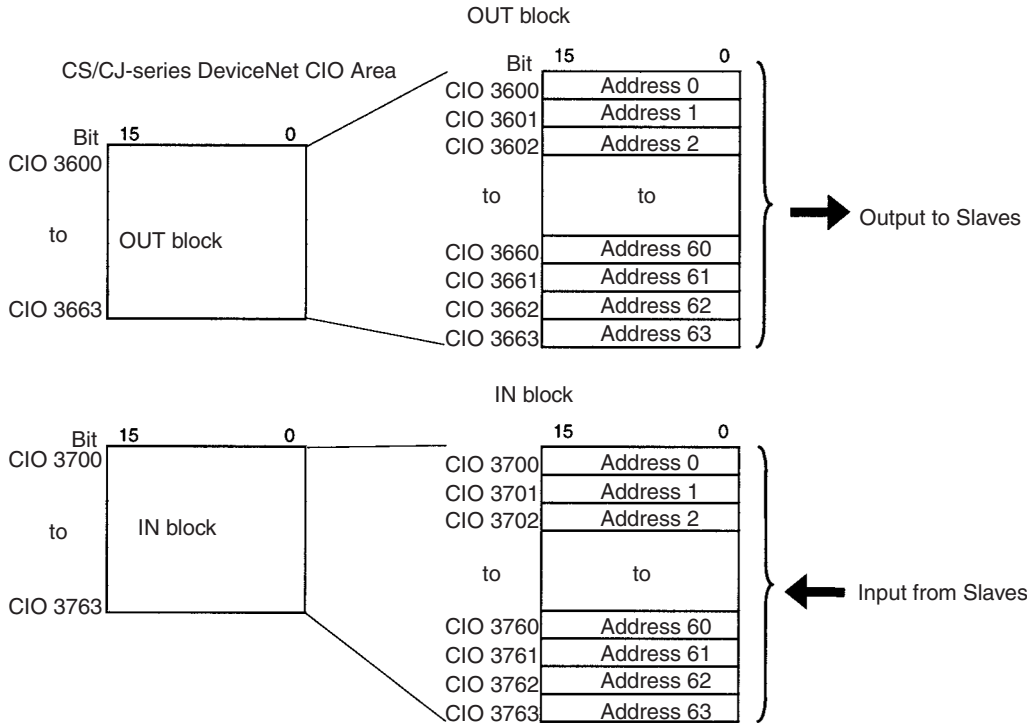 OUT block
CS/CJ-series DeviceNet CIO Area
Bit 15 0
CIO 3600
to
CIO 3663
OUT block
Bit 15 0
CIO 3600 Address 0
CIO 3601 Address 1
CIO 3602 Address 2
to to
CIO 3660 Address 60
CIO 3661 Address 61
CIO 3662 Address 62
CIO 3663 Address 63
Output to Slaves
IN block
Bit 15 0
CIO 3700
to
CIO 3763
IN block
15 0
CIO 3700 Address 0
CIO 3701 Address 1
CIO 3702 Address 2
to to
CIO 3760 Address 60
CIO 3761 Address 61
CIO 3762 Address 62
CIO 3763 Address 63
Input from Slaves